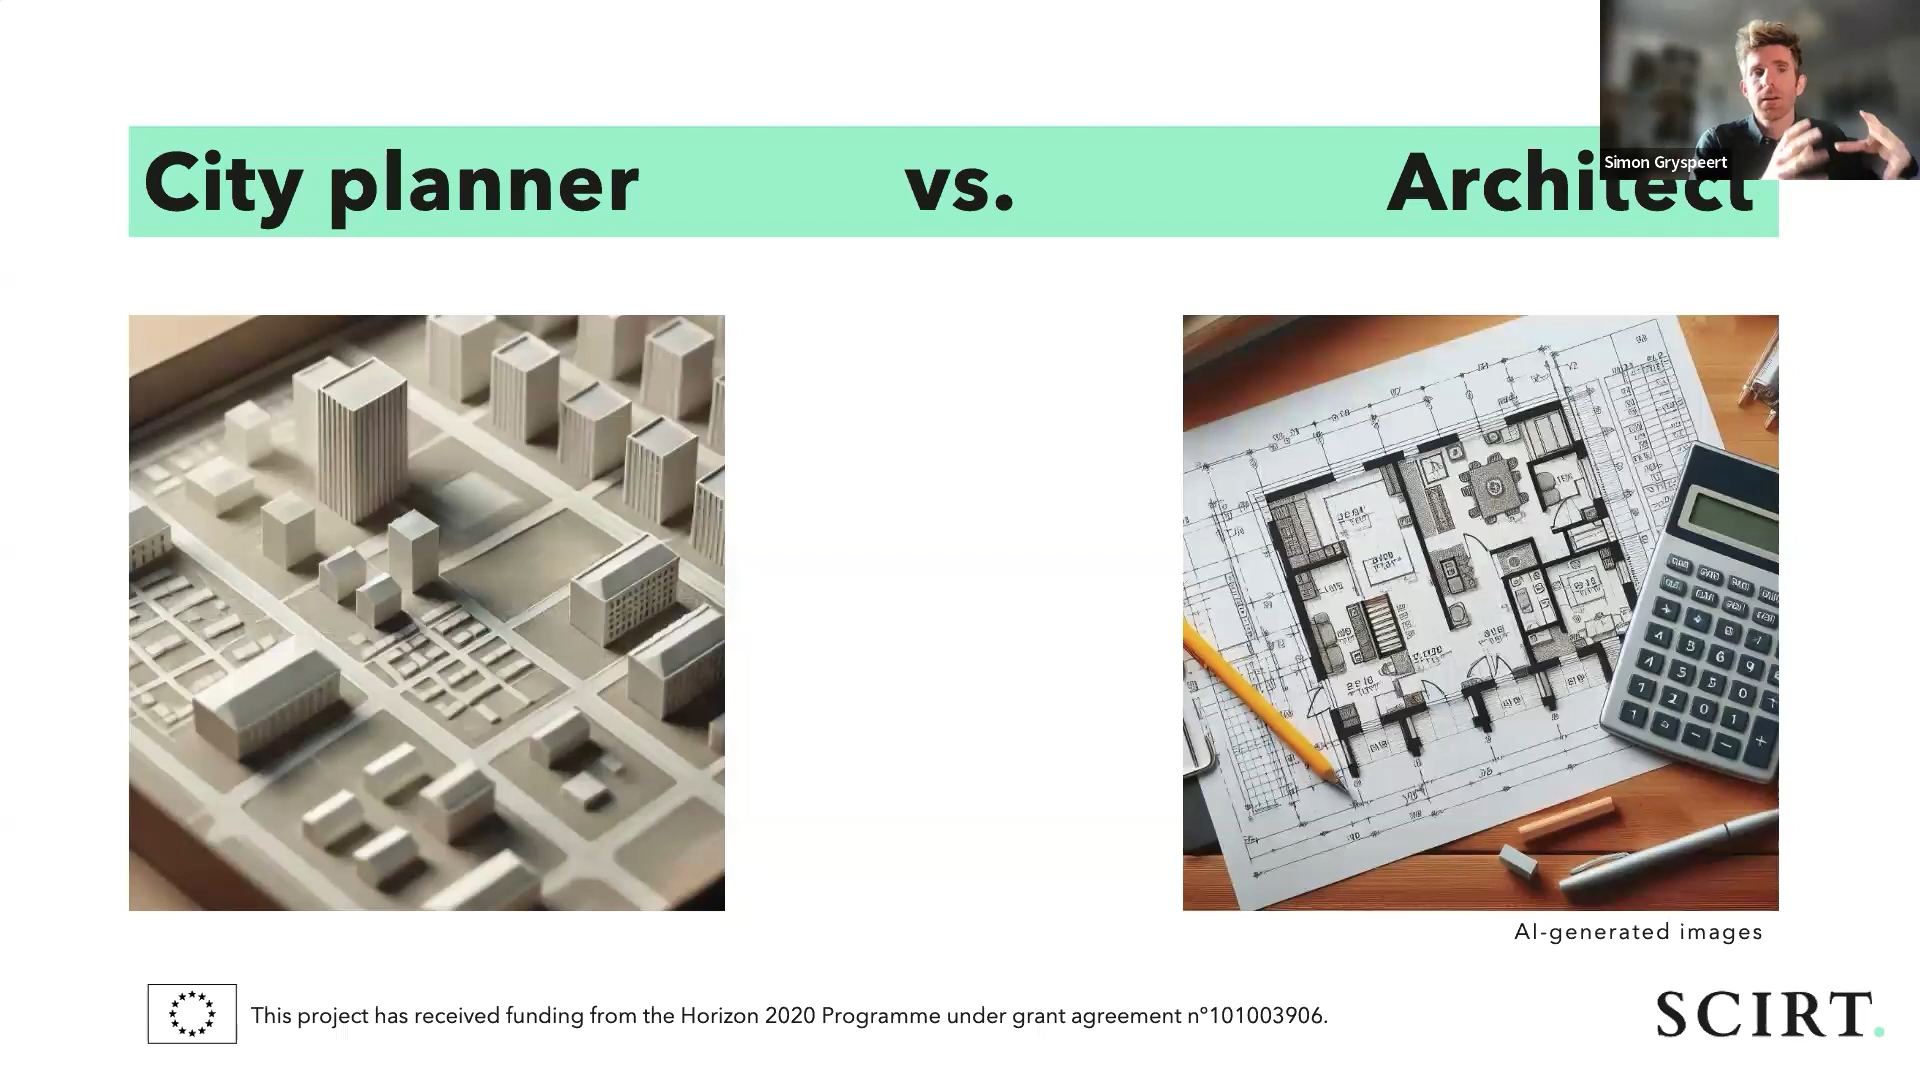 Simon Gryspeert
City planner vs. Architect
AI-generated images
This project has received funding from the Horizon 2020 Programme under grant agreement n°101003906.
SCIRT.